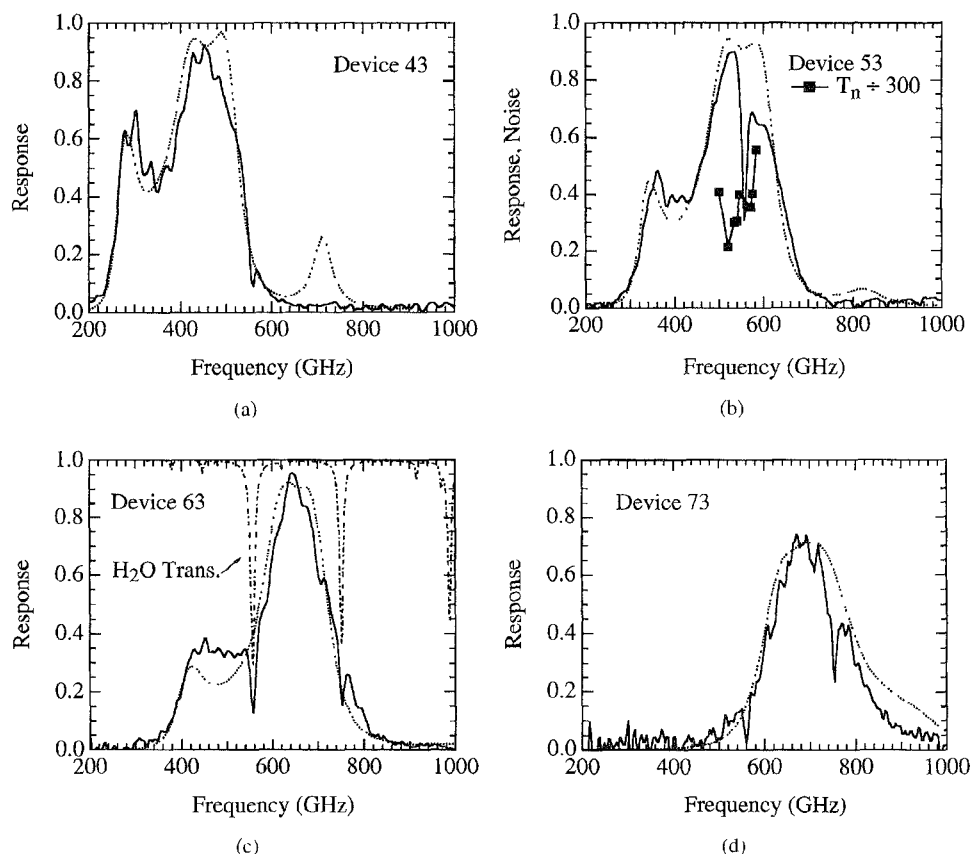 1.0
0.8
0.6
0.4
0.2
0.0
Response
Device 43
200 400 600 800 1000
Frequency (GHz)
(a)
1.0
0.8
0.6
0.4
0.2
0.0
Response, Noise
Device 53
Tn ÷ 300
200 400 600 800 1000
Frequency (GHz)
(b)
1.0
0.8
0.6
0.4
0.2
0.0
Response
Device 63
H2O Trans.
200 400 600 800 1000
Frequency (GHz)
(c)
1.0
0.8
0.6
0.4
0.2
0.0
Response
Device 73
200 400 600 800 1000
Frequency (GHz)
(d)